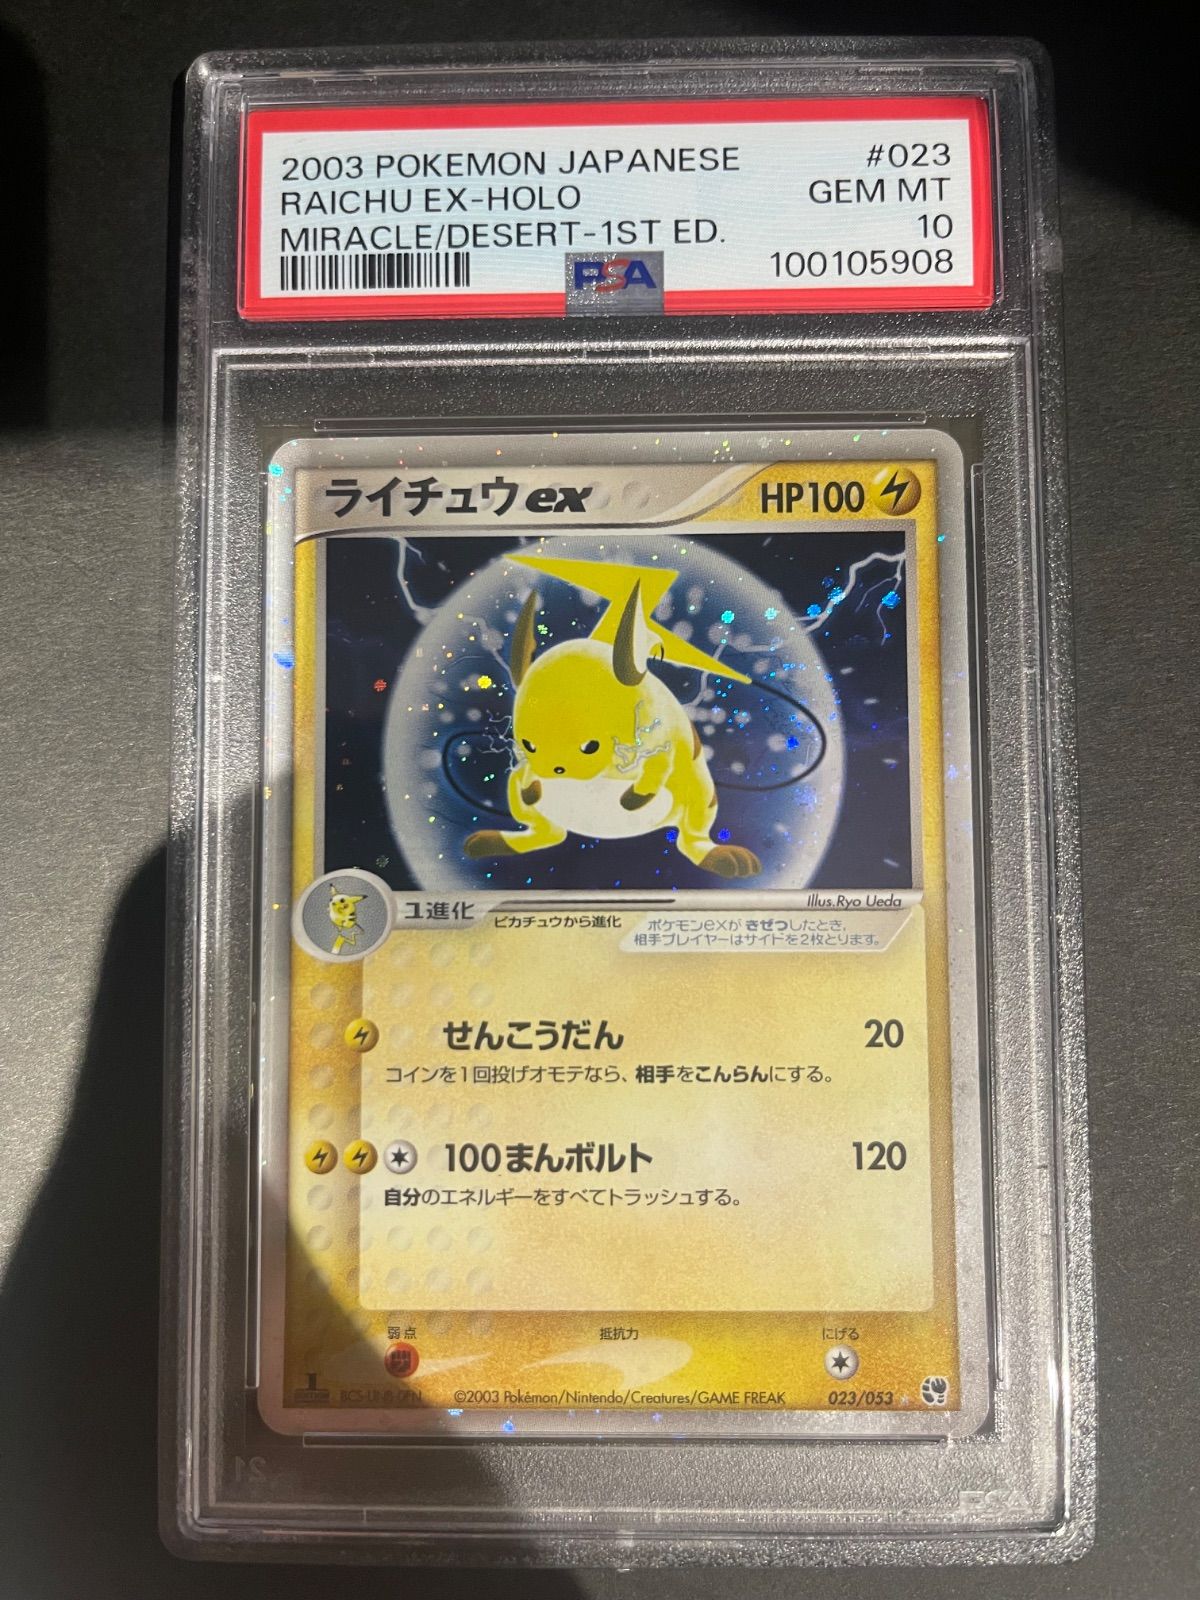 2003 POKEMON JAPANESE #023
RAICHU EX-HOLO GEM MT
MIRACLE/DESERT-1ST ED. 10
PSA 100105908
ライチュウex HP100
Illus.Ryo Ueda
1進化 ピカチュウから進化
ポケモンexが きぜつしたとき、
相手プレイヤーはサイドを2枚とります。
せんこうだん 20
コインを1回投げオモテなら、相手をこんらんにする。
100まんボルト 120
自分のエネルギーをすべてトラッシュする。
弱点 抵抗力 にげる
1
EDITION ©2003 Pokémon/Nintendo/Creatures/GAME FREAK 023/053
PSA